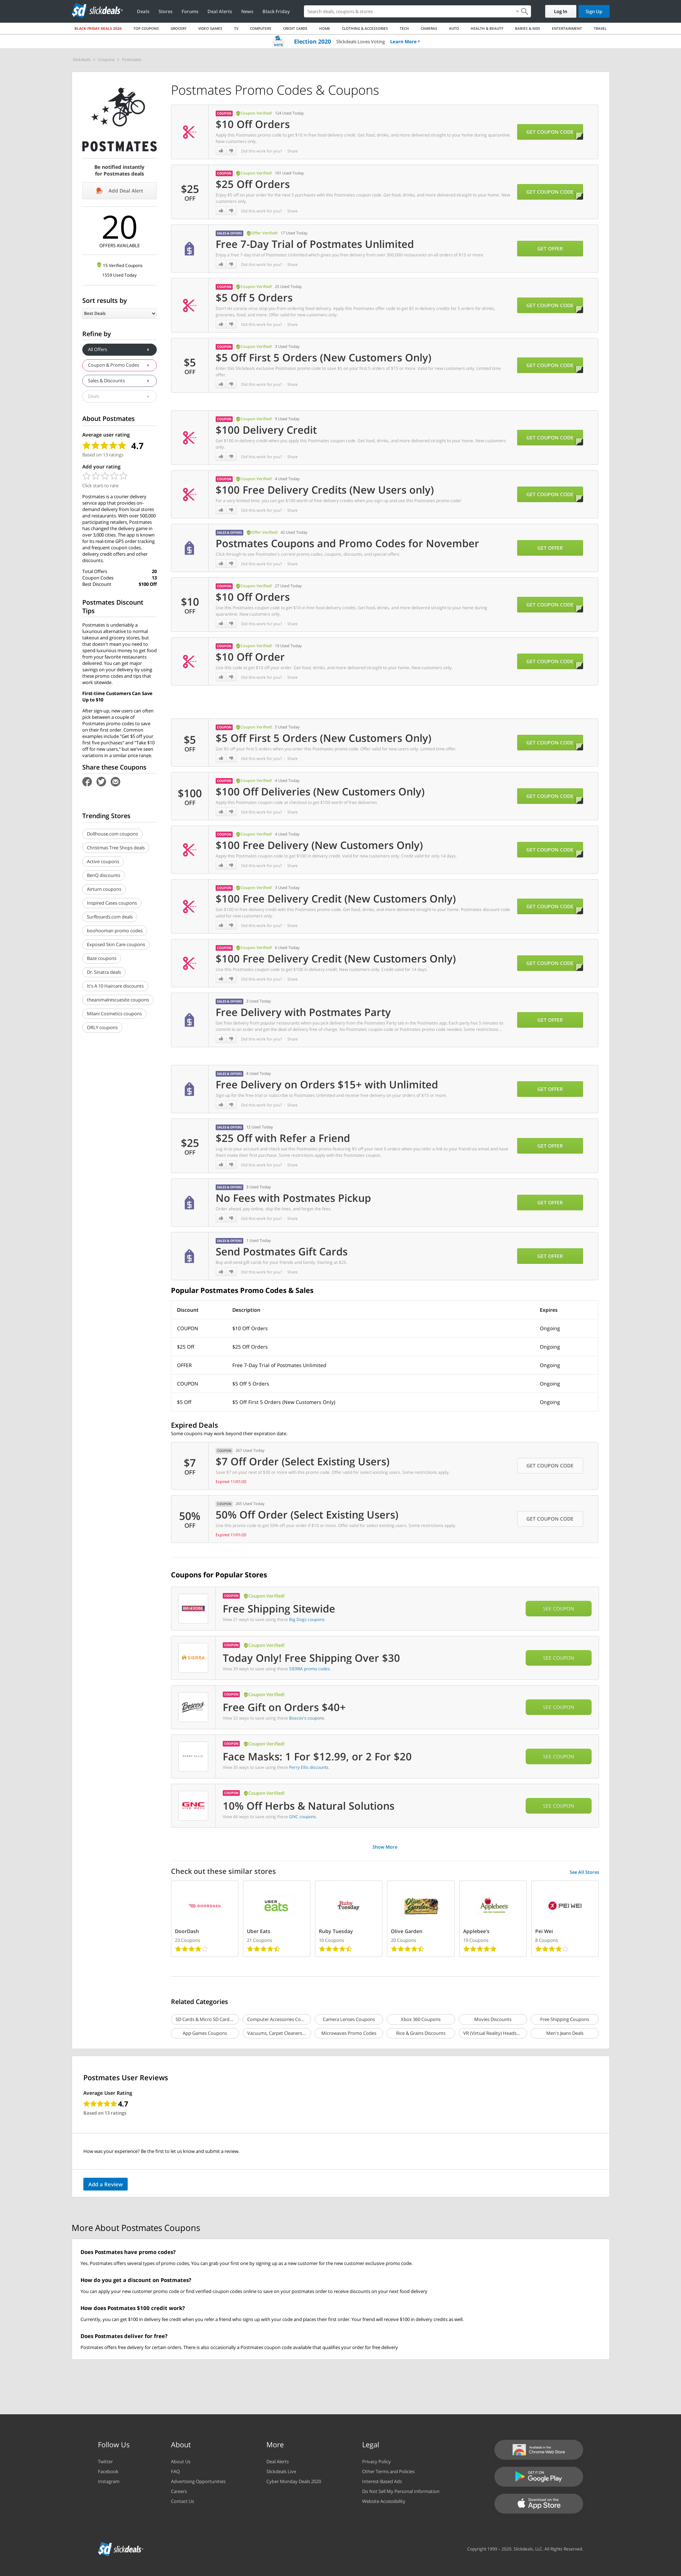 slickdeals
Deals
Stores
Forums
Deal Alerts
News
Black Friday
Search deals, coupons & stores
Log In
Sign Up
BLACK FRIDAY DEALS 2020
TOP COUPONS
GROCERY
VIDEO GAMES
TV
COMPUTERS
CREDIT CARDS
HOME
CLOTHING & ACCESSORIES
TECH
CAMERAS
AUTO
HEALTH & BEAUTY
BABIES & KIDS
ENTERTAINMENT
TRAVEL
VOTE
Election 2020
Slickdeals Loves Voting
Learn More
Slickdeals > Coupons > Postmates
POSTMATES
Be notified instantly
for Postmates deals
Add Deal Alert
20
OFFERS AVAILABLE
15 Verified Coupons
1559 Used Today
Sort results by
Best Deals
Refine by
All Offers
Coupon & Promo Codes
Sales & Discounts
Deals
About Postmates
Average user rating
4.7
Based on 13 ratings
Add your rating
Click stars to rate
Postmates is a courier delivery
service app that provides on-
demand delivery from local stores
and restaurants. With over 500,000
participating retailers, Postmates
has changed the delivery game in
over 3,000 cities. The app is known
for its real-time GPS order tracking
and frequent coupon codes,
delivery credit offers and other
discounts.
Total Offers 20
Coupon Codes 13
Best Discount $100 Off
Postmates Discount
Tips
Postmates is undeniably a
luxurious alternative to normal
takeout and grocery stores, but
that doesn't mean you need to
spend luxurious money to get food
from your favorite restaurants
delivered. You can get major
savings on your delivery by using
these promo codes and tips that
work sitewide.
First-time Customers Can Save
Up to $10
After sign-up, new users can often
pick between a couple of
Postmates promo codes to save
on their first order. Common
examples include "Get $5 off your
first five purchases" and "Take $10
off for new users," but we've seen
variations in a similar price range.
Share these Coupons
Trending Stores
Dollhouse.com coupons
Christmas Tree Shops deals
Active coupons
BenQ discounts
Airturn coupons
Inspired Cases coupons
Surfboards.com deals
boohooman promo codes
Exposed Skin Care coupons
Baze coupons
Dr. Sinatra deals
It's A 10 Haircare discounts
theanimalrescuesite coupons
Milani Cosmetics coupons
ORLY coupons
Postmates Promo Codes & Coupons
COUPON Coupon Verified! 534 Used Today
$10 Off Orders
Apply this Postmates promo code to get $10 in free food delivery credit. Get food, drinks, and more delivered straight to your home during quarantine.
New customers only.
Did this work for you? Share
GET COUPON CODE
$25
OFF
COUPON Coupon Verified! 101 Used Today
$25 Off Orders
Enjoy $5 off on your order for the next 5 purchases with this Postmates coupon code. Get food, drinks, and more delivered straight to your home. New
customers only.
Did this work for you? Share
GET COUPON CODE
SALES & OFFERS Offer Verified! 17 Used Today
Free 7-Day Trial of Postmates Unlimited
Enjoy a free 7-day trial of Postmates Unlimited which gives you free delivery from over 300,000 restaurants on all orders of $15 or more.
Did this work for you? Share
GET OFFER
COUPON Coupon Verified! 25 Used Today
$5 Off 5 Orders
Don't let corona virus stop you from ordering food delivery. Apply this Postmates offer code to get $5 in delivery credits for 5 orders for drinks,
groceries, food, and more. Offer valid for new customers only.
Did this work for you? Share
GET COUPON CODE
$5
OFF
COUPON Coupon Verified! 3 Used Today
$5 Off First 5 Orders (New Customers Only)
Enter this Slickdeals exclusive Postmates promo code to save $5 on your first 5 orders of $15 or more. Valid for new customers only. Limited time
offer.
Did this work for you? Share
GET COUPON CODE
COUPON Coupon Verified! 9 Used Today
$100 Delivery Credit
Get $100 in delivery credit when you apply this Postmates coupon code. Get food, drinks, and more delivered straight to your home. New customers
only.
Did this work for you? Share
GET COUPON CODE
COUPON Coupon Verified! 4 Used Today
$100 Free Delivery Credits (New Users only)
For a very limited time, you can get $100 worth of free delivery credits when you sign up and use this Postmates promo code!
Did this work for you? Share
GET COUPON CODE
SALES & OFFERS Offer Verified! 42 Used Today
Postmates Coupons and Promo Codes for November
Click through to see Postmates's current promo codes, coupons, discounts, and special offers.
Did this work for you? Share
GET OFFER
$10
OFF
COUPON Coupon Verified! 27 Used Today
$10 Off Orders
Use this Postmates coupon code to get $10 in free food delivery credits. Get food, drinks, and more delivered straight to your home during
quarantine. New customers only.
Did this work for you? Share
GET COUPON CODE
COUPON Coupon Verified! 19 Used Today
$10 Off Order
Use this code to get $10 off your order. Get food, drinks, and more delivered straight to your home. New customers only.
Did this work for you? Share
GET COUPON CODE
$5
OFF
COUPON Coupon Verified! 5 Used Today
$5 Off First 5 Orders (New Customers Only)
Get $5 off your first 5 orders when you enter this Postmates promo code. Offer valid for new users only. Limited time offer.
Did this work for you? Share
GET COUPON CODE
$100
OFF
COUPON Coupon Verified! 4 Used Today
$100 Off Deliveries (New Customers Only)
Apply this Postmates coupon code at checkout to get $100 worth of free deliveries
Did this work for you? Share
GET COUPON CODE
COUPON Coupon Verified! 4 Used Today
$100 Free Delivery (New Customers Only)
Apply this Postmates coupon code to get $100 in delivery credit. Valid for new customers only. Credit valid for only 14 days.
Did this work for you? Share
GET COUPON CODE
COUPON Coupon Verified! 3 Used Today
$100 Free Delivery Credit (New Customers Only)
Get $100 in free delivery credit with this Postmates promo code. Get food, drinks, and more delivered straight to your home. Postmates discount code
valid for new customers only.
Did this work for you? Share
GET COUPON CODE
COUPON Coupon Verified! 6 Used Today
$100 Free Delivery Credit (New Customers Only)
Use this Postmates promo code to get $100 in delivery credit. New customers only. Credit valid for 14 days.
Did this work for you? Share
GET COUPON CODE
SALES & OFFERS 3 Used Today
Free Delivery with Postmates Party
Get free delivery from popular restaurants when you join delivery from the Postmates Party tab in the Postmates app. Each party has 5 minutes to
commit to an order and get the deal of delivery free of charge. No Postmates coupon code or Postmates promo code needed. Some restrictions...
Did this work for you? Share
GET OFFER
SALES & OFFERS 4 Used Today
Free Delivery on Orders $15+ with Unlimited
Sign up for the free trial or subscribe to Postmates Unlimited and receive free delivery on your orders of $15 or more.
Did this work for you? Share
GET OFFER
$25
OFF
SALES & OFFERS 12 Used Today
$25 Off with Refer a Friend
Log in to your account and check out this Postmates promo featuring $5 off your next 5 orders when you refer a link to your friend via email and have
them make their first purchase. Some restrictions apply with this Postmates coupon.
Did this work for you? Share
GET OFFER
SALES & OFFERS 3 Used Today
No Fees with Postmates Pickup
Order ahead, pay online, skip the lines, and forget the fees.
Did this work for you? Share
GET OFFER
SALES & OFFERS 1 Used Today
Send Postmates Gift Cards
Buy and send gift cards for your friends and family. Starting at $25.
Did this work for you? Share
GET OFFER
Popular Postmates Promo Codes & Sales
Discount Description Expires
COUPON $10 Off Orders Ongoing
$25 Off $25 Off Orders Ongoing
OFFER Free 7-Day Trial of Postmates Unlimited Ongoing
COUPON $5 Off 5 Orders Ongoing
$5 Off $5 Off First 5 Orders (New Customers Only) Ongoing
Expired Deals
Some coupons may work beyond their expiration date.
$7
OFF
COUPON 267 Used Today
$7 Off Order (Select Existing Users)
Save $7 on your next of $30 or more with this promo code. Offer valid for select existing users. Some restrictions apply.
Expired 11/01/20
GET COUPON CODE
50%
OFF
COUPON 265 Used Today
50% Off Order (Select Existing Users)
Use this promo code to get 50% off your order if $10 or more. Offer valid for select existing users. Some restrictions apply.
Expired 11/01/20
GET COUPON CODE
Coupons for Popular Stores
BIG DOGS
COUPON Coupon Verified!
Free Shipping Sitewide
View 31 ways to save using these Big Dogs coupons.
SEE COUPON
SIERRA
COUPON Coupon Verified!
Today Only! Free Shipping Over $30
View 39 ways to save using these SIERRA promo codes.
SEE COUPON
Boscov's
COUPON Coupon Verified!
Free Gift on Orders $40+
View 32 ways to save using these Boscov's coupons.
SEE COUPON
PERRY ELLIS
COUPON Coupon Verified!
Face Masks: 1 For $12.99, or 2 For $20
View 35 ways to save using these Perry Ellis discounts.
SEE COUPON
GNC
LIVE WELL
COUPON Coupon Verified!
10% Off Herbs & Natural Solutions
View 46 ways to save using these GNC coupons.
SEE COUPON
Show More
Check out these similar stores
See All Stores
DOORDASH
DoorDash
23 Coupons
UBER
eats
Uber Eats
21 Coupons
Ruby
Tuesday
Ruby Tuesday
10 Coupons
Olive Garden
Olive Garden
20 Coupons
Applebee's
Applebee's
19 Coupons
PEI WEI
Pei Wei
8 Coupons
Related Categories
SD Cards & Micro SD Card...
Computer Accessories Co...
Camera Lenses Coupons
Xbox 360 Coupons
Movies Discounts
Free Shipping Coupons
App Games Coupons
Vacuums, Carpet Cleaners...
Microwaves Promo Codes
Rice & Grains Discounts
VR (Virtual Reality) Heads...
Men's Jeans Deals
Postmates User Reviews
Average User Rating
4.7
Based on 13 ratings
How was your experience? Be the first to let us know and submit a review.
Add a Review
More About Postmates Coupons
Does Postmates have promo codes?
Yes. Postmates offers several types of promo codes, You can grab your first one by signing up as a new customer for the new customer exclusive promo code.
How do you get a discount on Postmates?
You can apply your new customer promo code or find verified coupon codes online to save on your postmates order to receive discounts on your next food delivery
How does Postmates $100 credit work?
Currently, you can get $100 in delivery fee credit when you refer a friend who signs up with your code and places their first order. Your friend will receive $100 in delivery credits as well.
Does Postmates deliver for free?
Postmates offers free delivery for certain orders. There is also occasionally a Postmates coupon code available that qualifies your order for free delivery
Follow Us
Twitter
Facebook
Instagram
About
About Us
FAQ
Advertising Opportunities
Careers
Contact Us
More
Deal Alerts
Slickdeals Live
Cyber Monday Deals 2020
Legal
Privacy Policy
Other Terms and Policies
Interest-Based Ads
Do Not Sell My Personal Information
Website Accessibility
Available in the
Chrome Web Store
GET IT ON
Google Play
Download on the
App Store
slickdeals
Copyright 1999 - 2020. Slickdeals, LLC. All Rights Reserved.